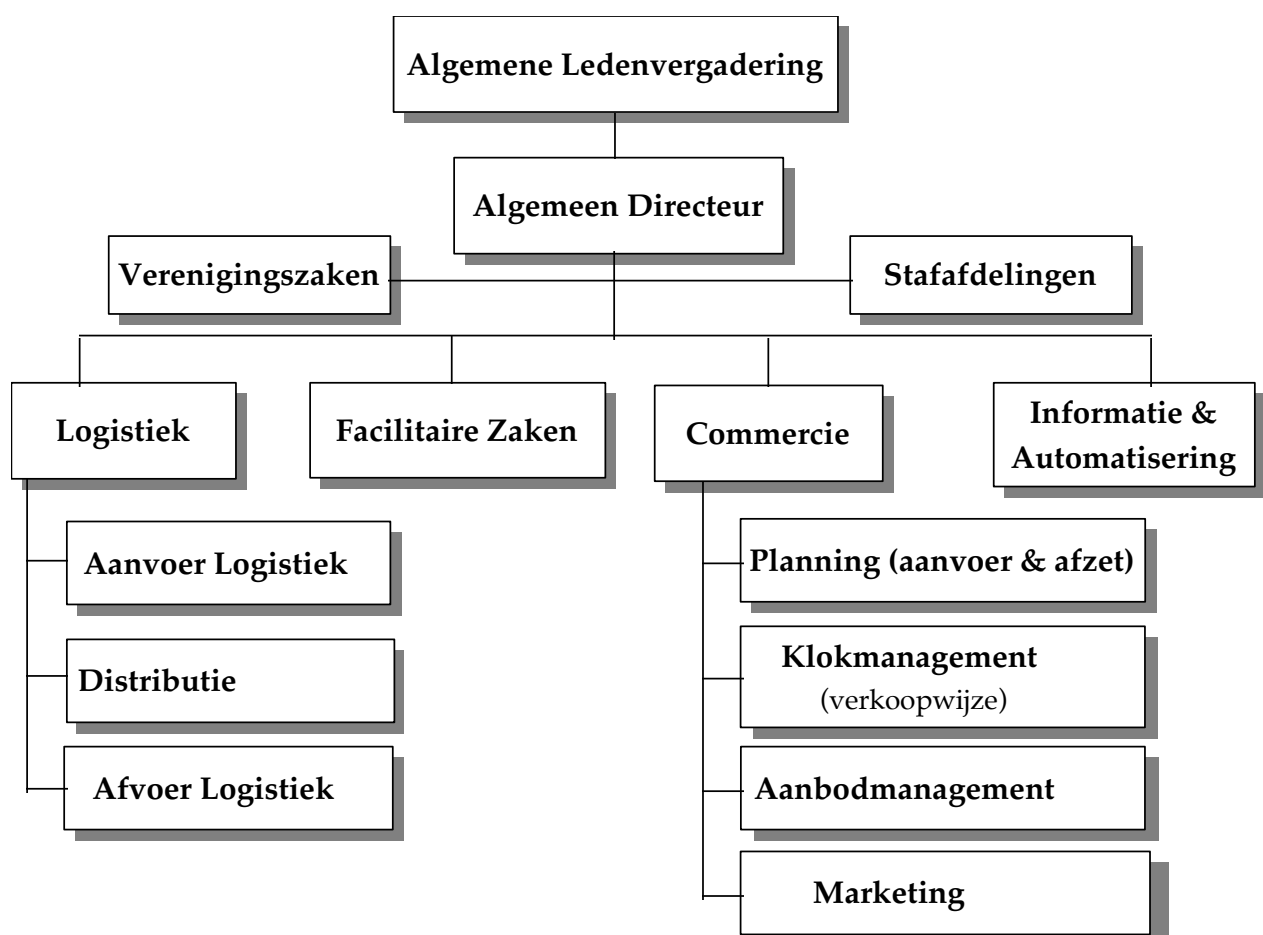 Algemene Ledenvergadering
Algemeen Directeur
Verenigingszaken
Stafafdelingen
Logistiek
Facilitaire Zaken
Commercie
Informatie &
Automatisering
Aanvoer Logistiek
Distributie
Afvoer Logistiek
Planning (aanvoer & afzet)
Klokmanagement
(verkoopwijze)
Aanbodmanagement
Marketing